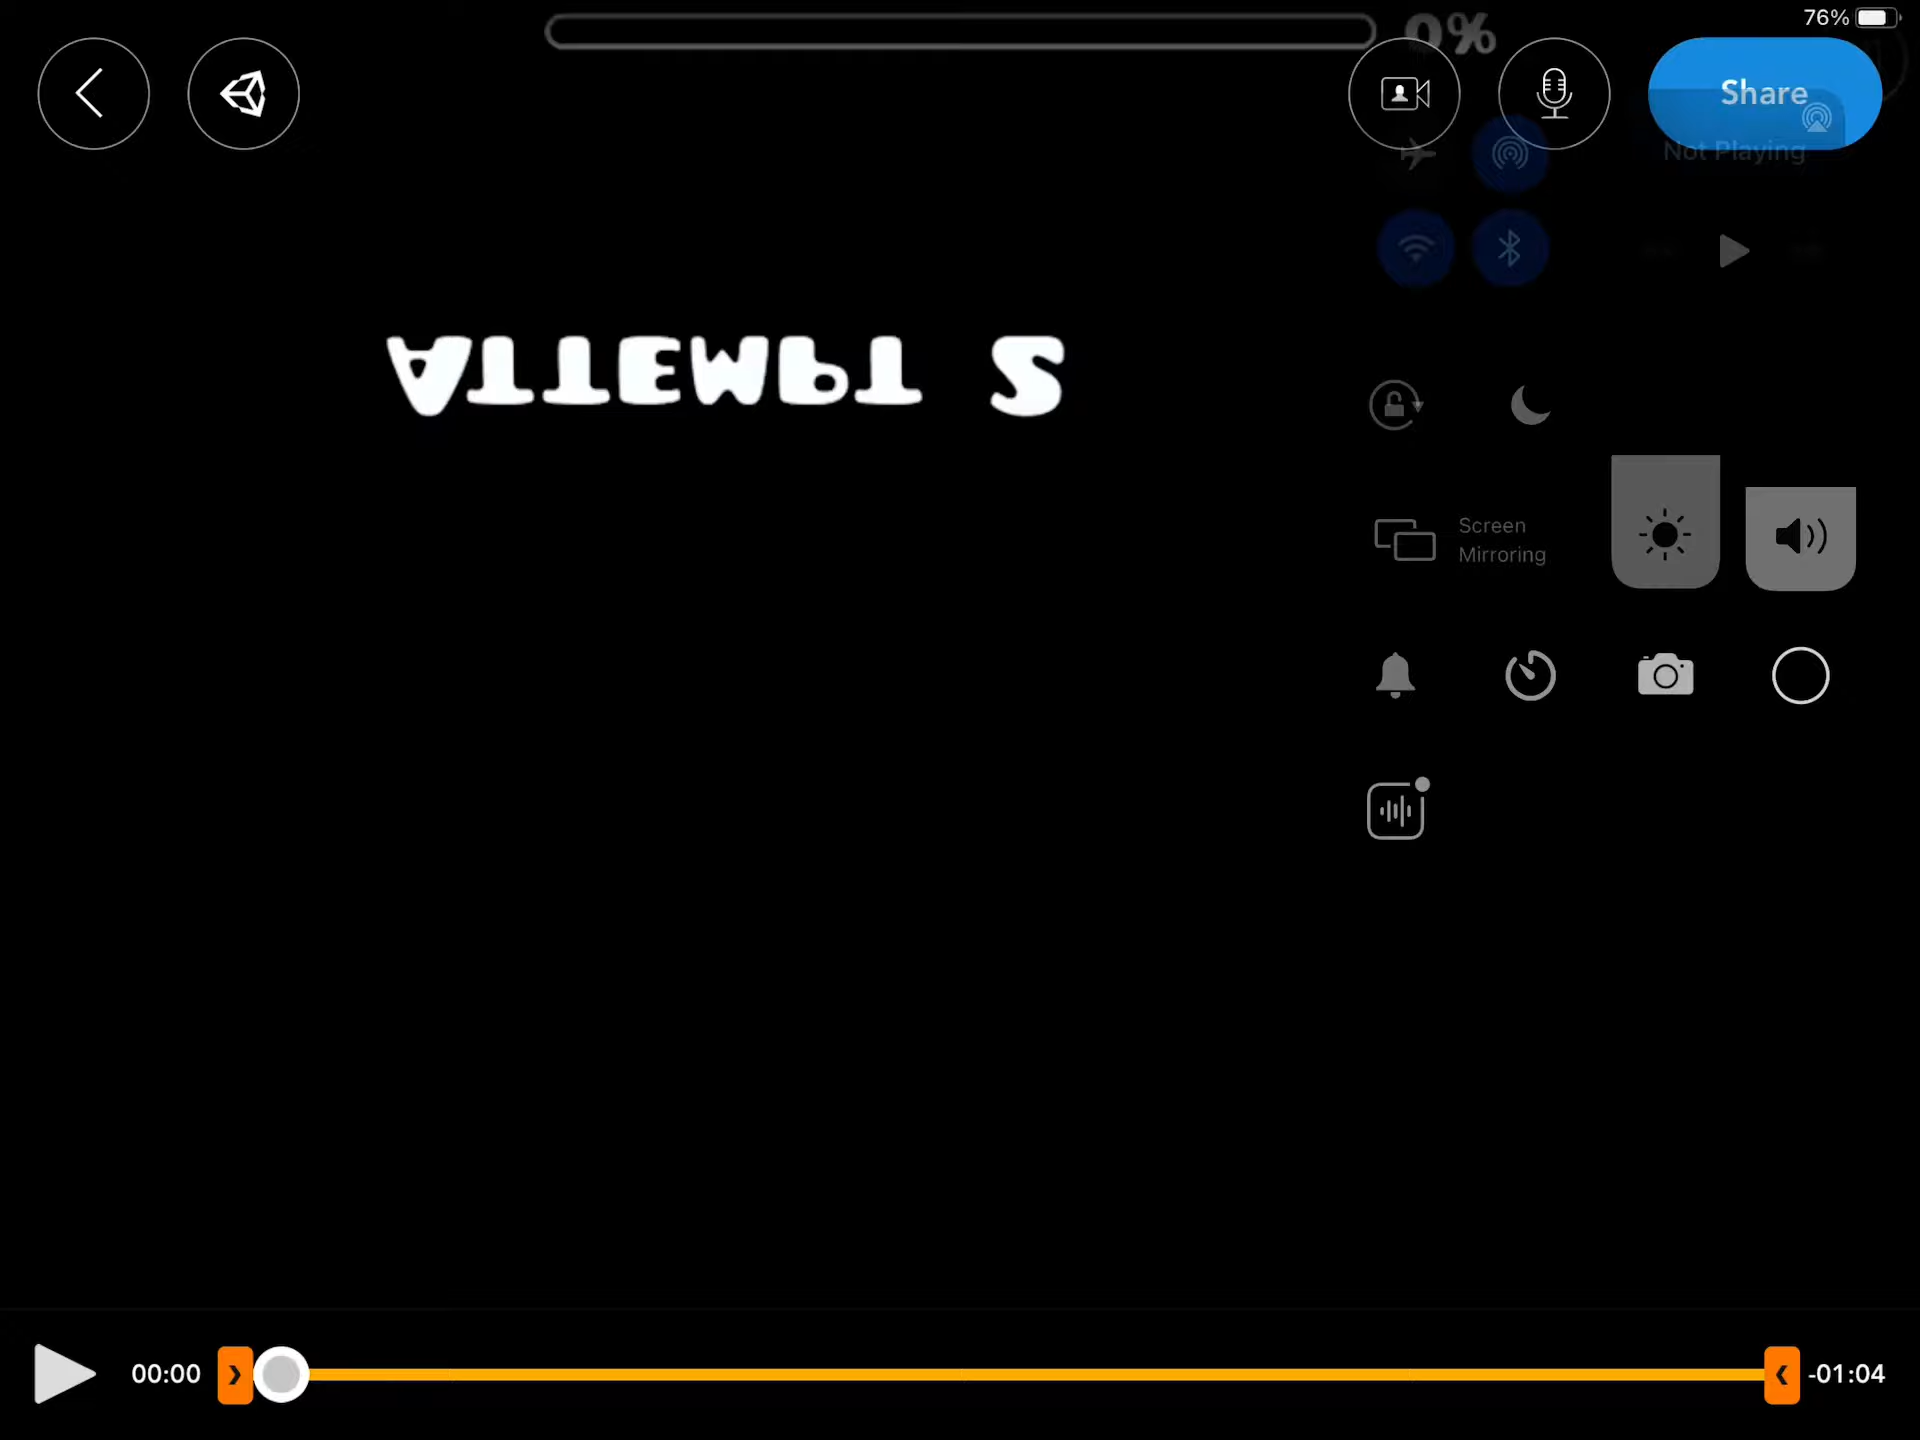 76%
0%
Share
Not Playing
Attempt 2
Screen
Mirroring
00:00
-01:04